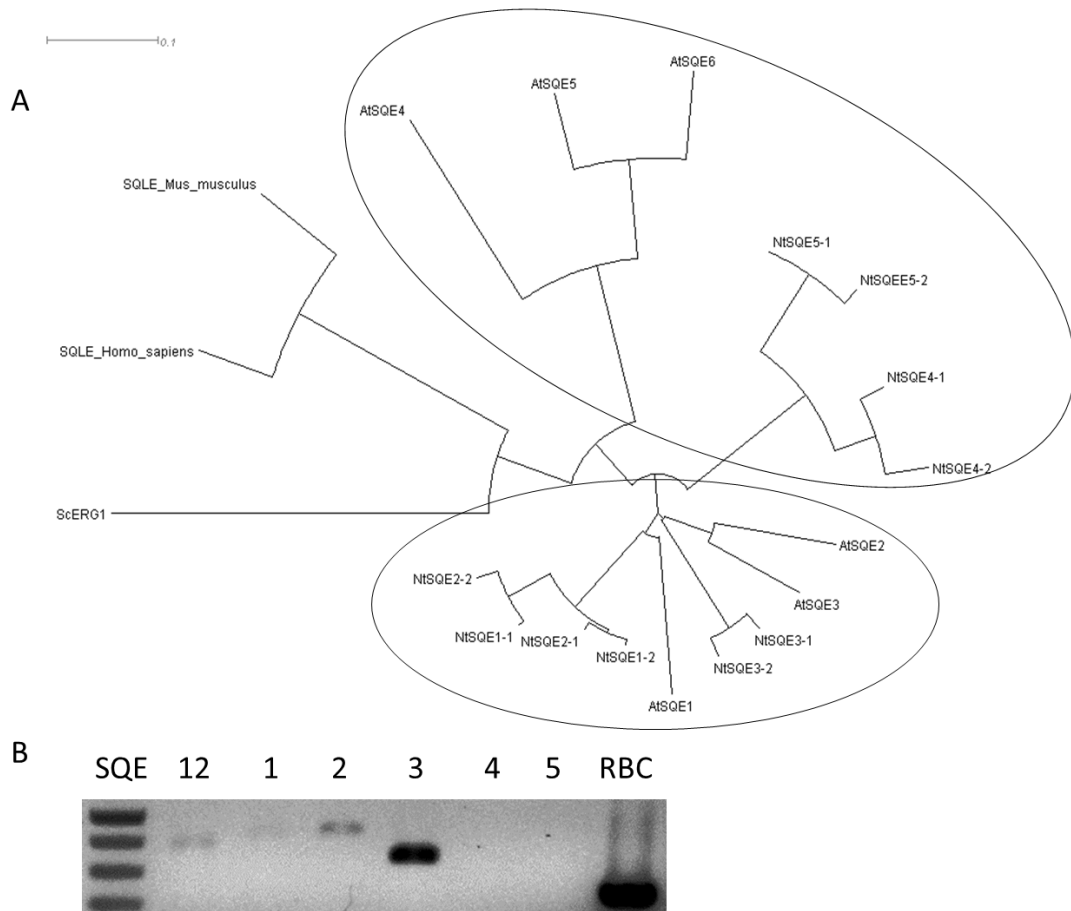 0.1
A
AtSQE6
AtSQE5
AtSQE4
SQLE_Mus_musculus
NtSQE5-1
NtSQEE5-2
SQLE_Homo_sapiens
NtSQE4-1
NtSQE4-2
ScERG1
AtSQE2
NtSQE2-2
AtSQE3
NtSQE1-1
NtSQE2-1
NtSQE3-1
NtSQE1-2
NtSQE3-2
AtSQE1
B
SQE 12 1 2 3 4 5 RBC